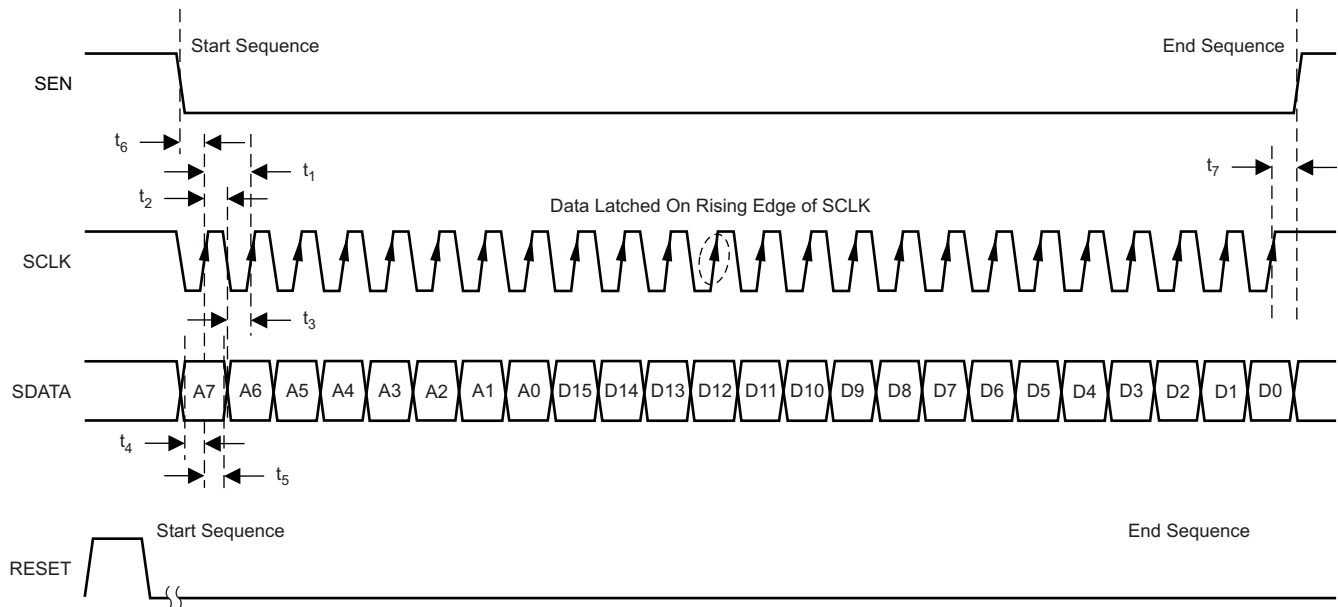 Start Sequence
End Sequence
SEN
t6
t1
t7
t2
Data Latched On Rising Edge of SCLK
SCLK
t3
SDATA A7 A6 A5 A4 A3 A2 A1 A0 D15 D14 D13 D12 D11 D10 D9 D8 D7 D6 D5 D4 D3 D2 D1 D0
t4
t5
Start Sequence
End Sequence
RESET